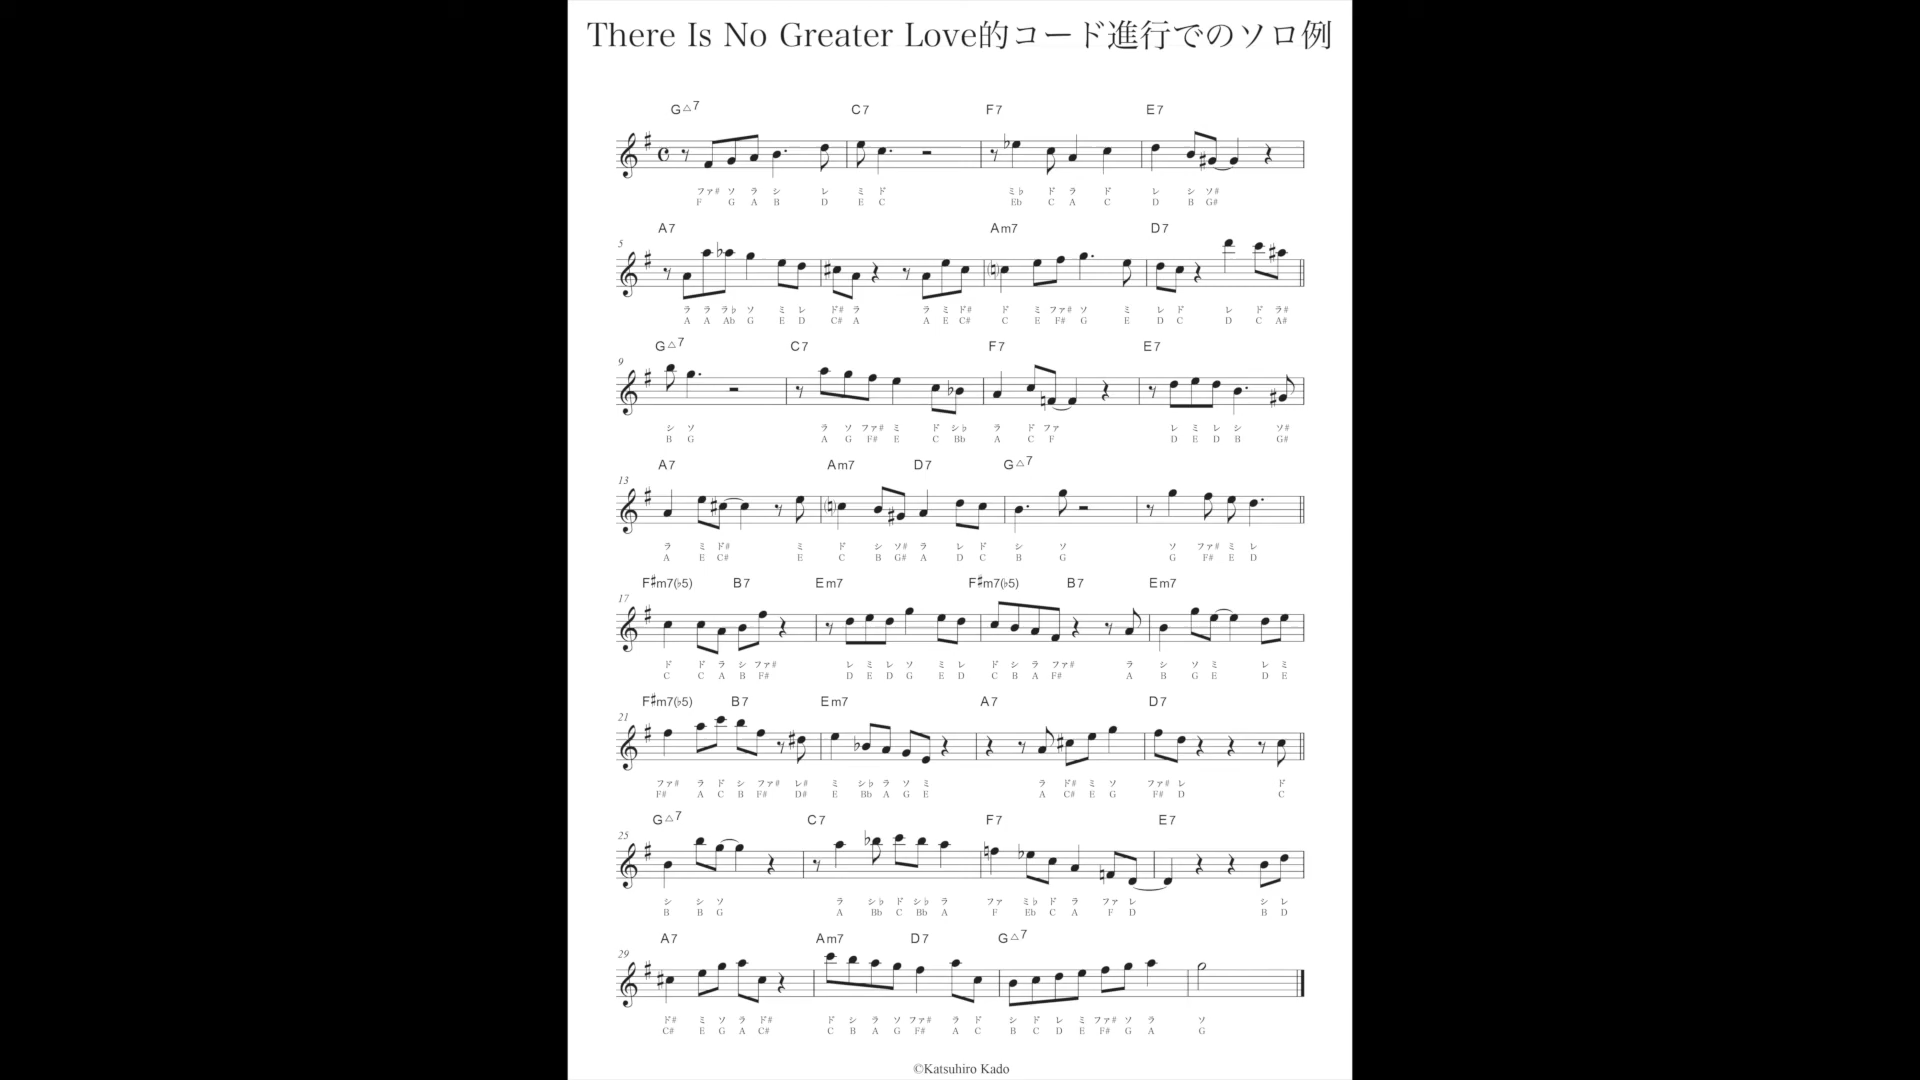 There Is No Greater Love的コード進行でのソロ例
G△7 C7 F7 E7
ファ# ソ ラ シ レ ミ ド ミ♭ ド ラ ド レ シ ソ#
F G A B D E C Eb C A C D B G#
A7 Am7 D7
5
ラ ラ ラ♭ ソ ミ レ ド# ラ ラ ミ ド# ド ミ ファ# ソ ミ レ ド レ ド ラ#
A A Ab G E D C# A A E C# C E F# G E D C D C A#
G△7 C7 F7 E7
9
シ ソ ラ ソ ファ# ミ ド シ♭ ラ ド ファ レ ミ レ シ ソ#
B G A G F# E C Bb A C F D E D B G#
A7 Am7 D7 G△7
13
ラ ミ ド# ミ ド シ ソ# ラ レ ド シ ソ ソ ファ# ミ レ
A E C# E C B G# A D C B G G F# E D
F#m7(♭5) B7 Em7 F#m7(♭5) B7 Em7
17
ド ド ラ シ ファ# レ ミ レ ソ ミ レ ド シ ラ ファ# ラ シ ソ ミ レ ミ
C C A B F# D E D G E D C B A F# A B G E D E
F#m7(♭5) B7 Em7 A7 D7
21
ファ# ラ ド シ ファ# レ# ミ シ♭ ラ ソ ミ ラ ド# ミ ソ ファ# レ ド
F# A C B F# D# E Bb A G E A C# E G F# D C
G△7 C7 F7 E7
25
シ シ ソ ラ シ♭ ド シ♭ ラ ファ ミ♭ ド ラ ファ レ シ レ
B B G A Bb C Bb A F Eb C A F D B D
A7 Am7 D7 G△7
29
ド# ミ ソ ラ ド# ド シ ラ ソ ファ# ラ ド シ ド レ ミ ファ# ソ ラ ソ
C# E G A C# C B A G F# A C B C D E F# G A G
©Katsuhiro Kado